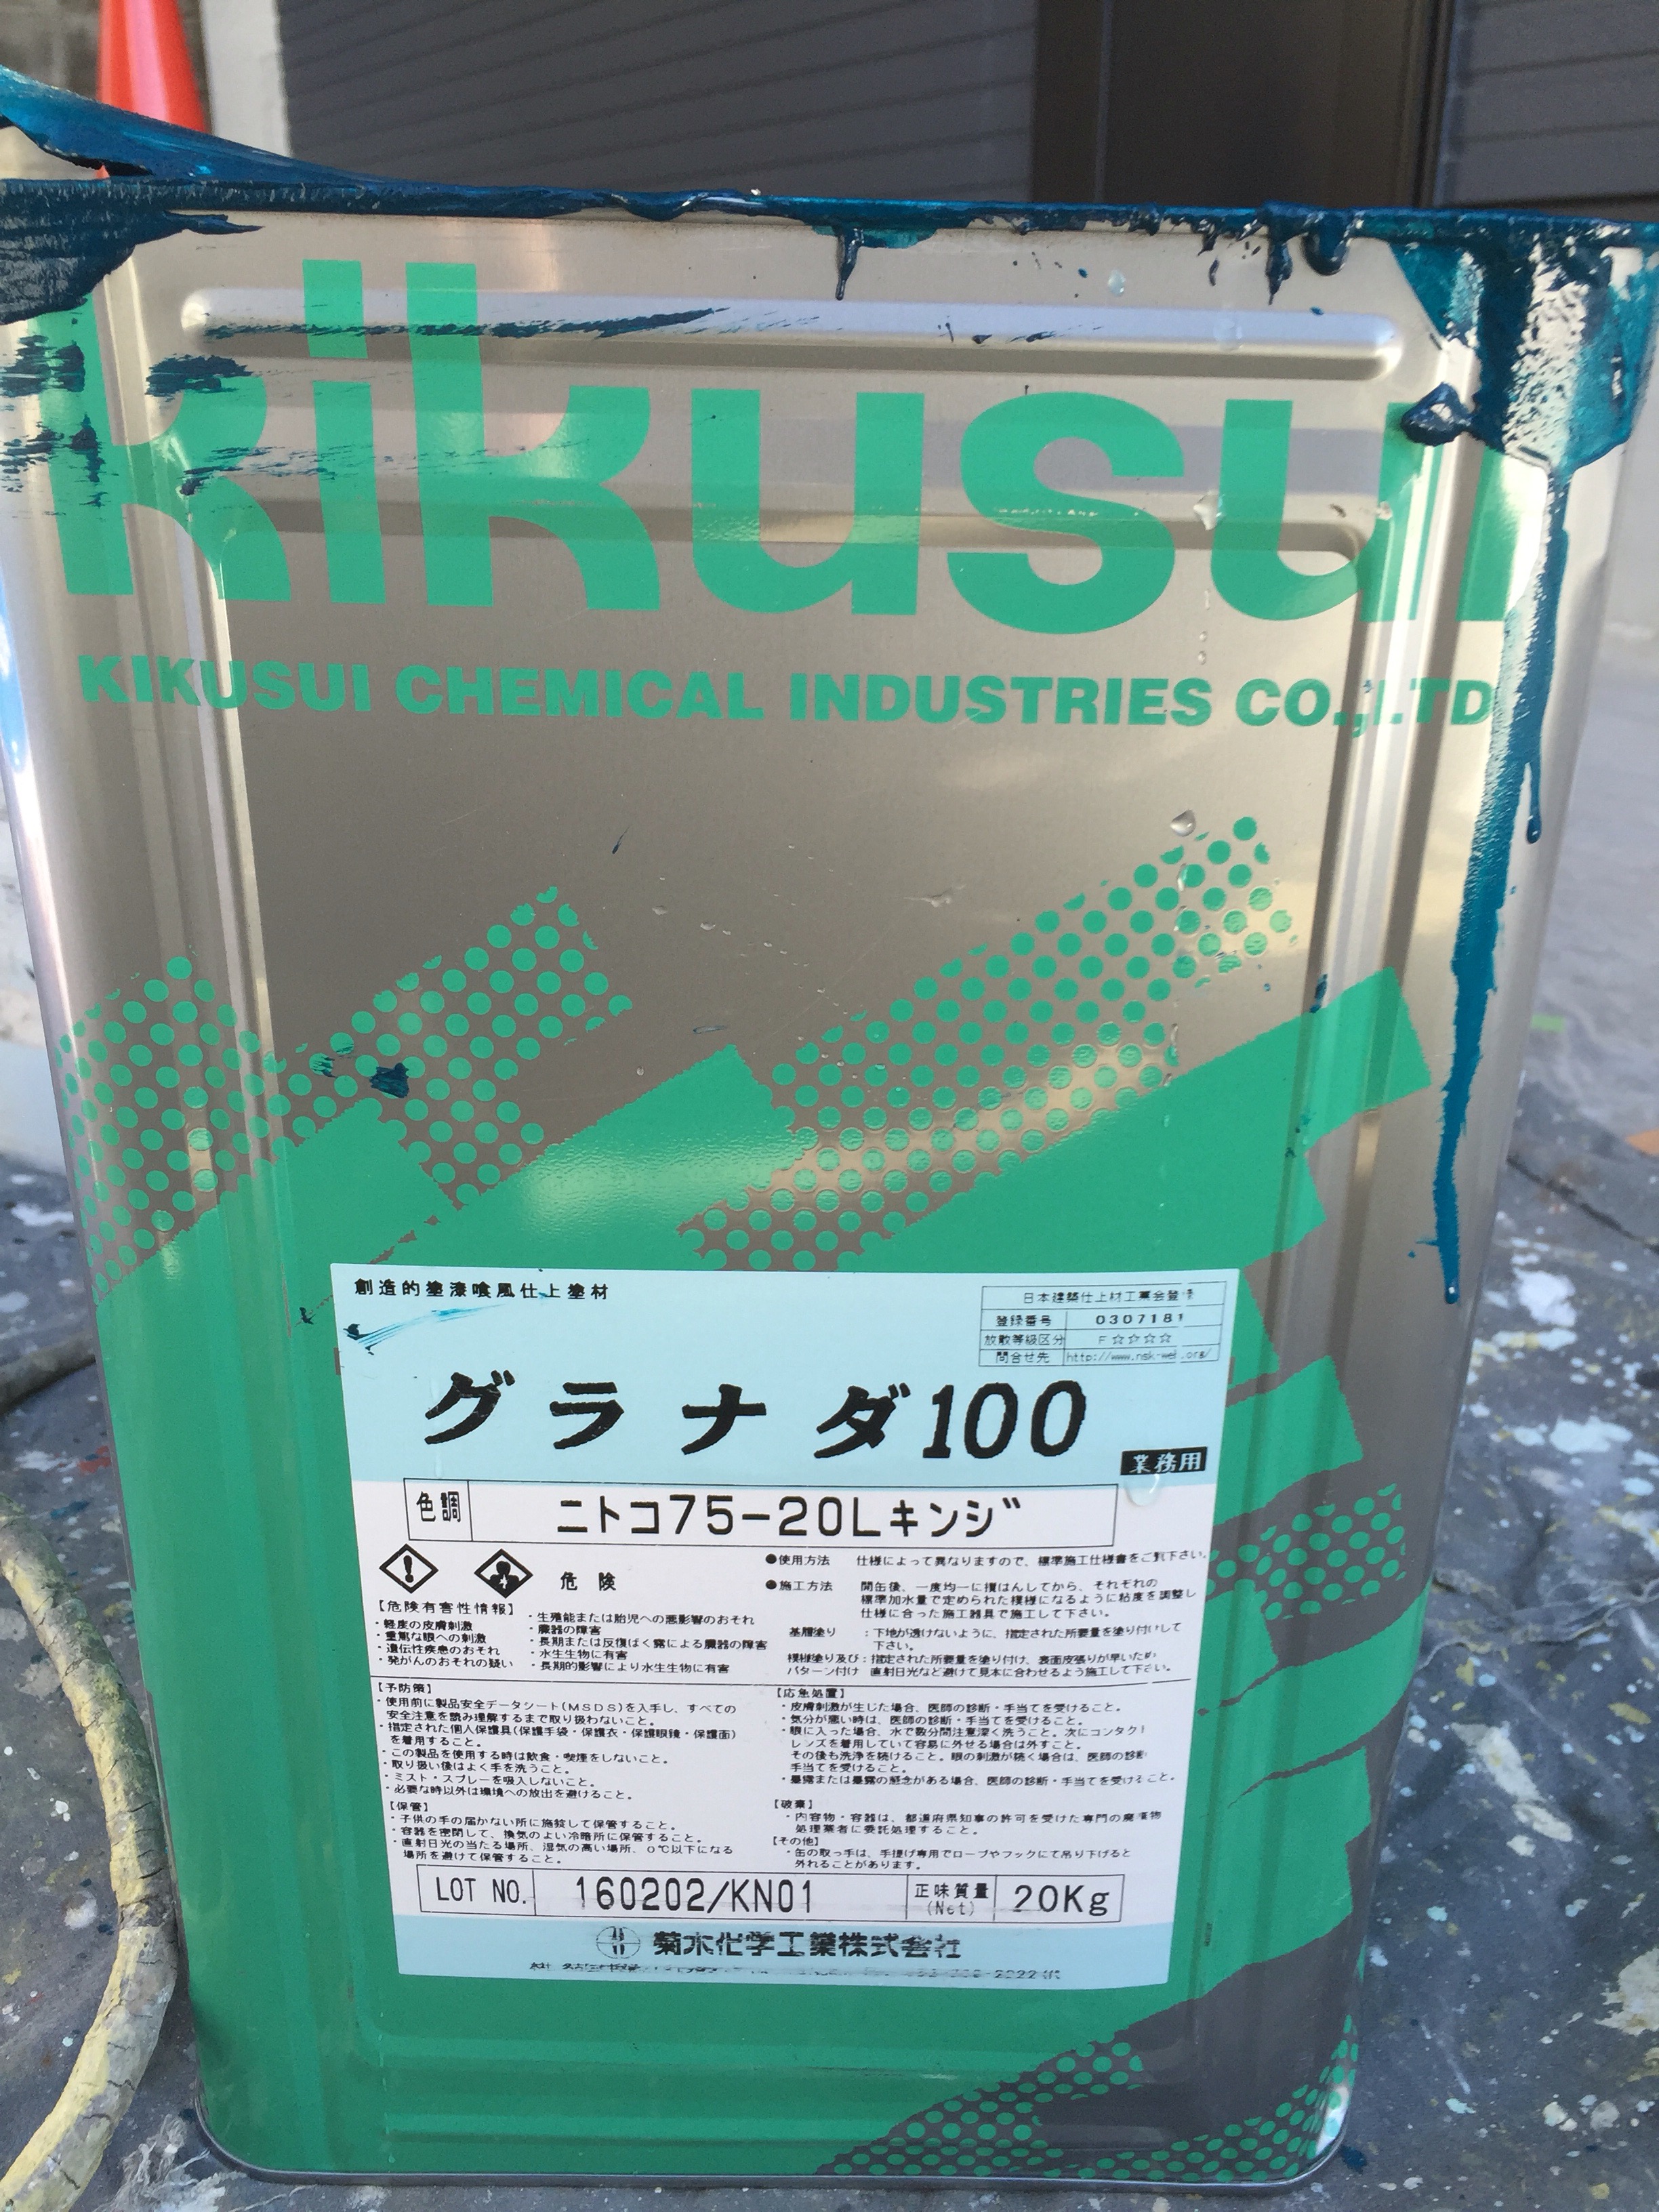 kikusui
KIKUSUI CHEMICAL INDUSTRIES CO.,LTD
創造的塗漆喰風仕上塗材
日本建築仕上材工業会登録
登録番号 0307181
放散等級区分 F☆☆☆☆
問合せ先 http://www.nsk-web.org/
グラナダ100
業務用
色調 ニトコ75-20Lキンジ
危険
●使用方法 仕様によって異なりますので、標準施工仕様書をご覧下さい。
●施工方法 開缶後、一度均一に撹はんしてから、それぞれの
標準加水量で定められた模様になるように粘度を調整し
仕様に合った施工器具で施工して下さい。
基層塗り :下地が透けないように、指定された所要量を塗り付けして
下さい。
模様塗り及び:指定された所要量を塗り付け、表面皮張りが早いため
パターン付け 直射日光など避けて見本に合わせるよう施工して下さい。
【危険有害性情報】
・軽度の皮膚刺激
・重篤な眼への刺激
・遺伝性疾患のおそれ
・発がんのおそれの疑い
・生殖能または胎児への悪影響のおそれ
・臓器の障害
・長期または反復ばく露による臓器の障害
・水生生物に有害
・長期的影響により水生生物に有害
【予防策】
・使用前に製品安全データシート(MSDS)を入手し、すべての
安全注意を読み理解するまで取り扱わないこと。
・指定された個人保護具(保護手袋・保護衣・保護眼鏡・保護面)
を着用すること。
・この製品を使用する時は飲食・喫煙をしないこと。
・取り扱い後はよく手を洗うこと。
・ミスト・スプレーを吸入しないこと。
・必要な時以外は環境への放出を避けること。
【保管】
・子供の手の届かない所に施錠して保管すること。
・容器を密閉して、換気のよい冷暗所に保管すること。
・直射日光の当たる場所、湿気の高い場所、0℃以下になる
場所を避けて保管すること。
【応急処置】
・皮膚刺激が生じた場合、医師の診断・手当てを受けること。
・気分が悪い時は、医師の診断・手当てを受けること。
・眼に入った場合、水で数分間注意深く洗うこと。次にコンタクト
レンズを着用していて容易に外せる場合は外すこと。
その後も洗浄を続けること。眼の刺激が続く場合は、医師の診断
手当てを受けること。
・暴露または暴露の懸念がある場合、医師の診断・手当てを受けること。
【廃棄】
・内容物・容器は、都道府県知事の許可を受けた専門の廃棄物
処理業者に委託処理すること。
【その他】
・缶の取っ手は、手提げ専用でロープやフックにて吊り下げると
外れることがあります。
LOT NO. 160202/KN01
正味質量(Net) 20Kg
菊水化学工業株式会社